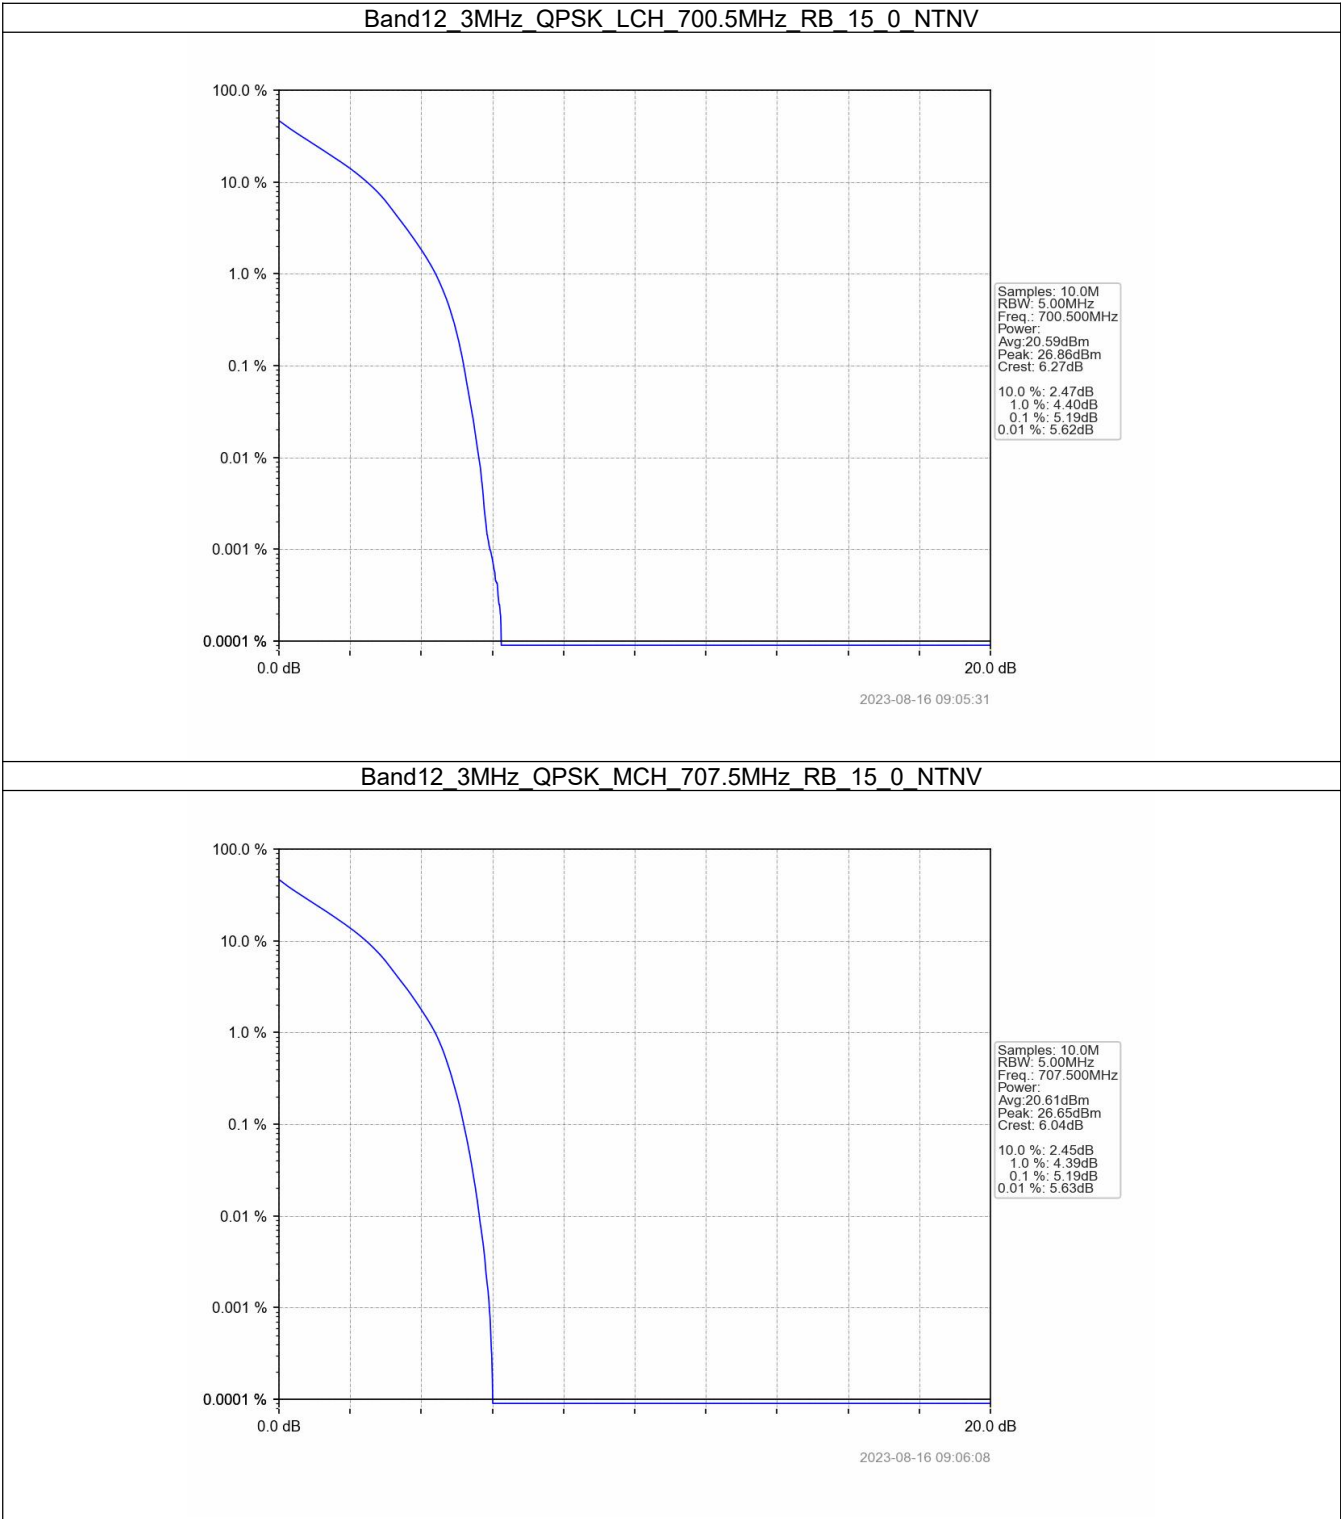 Band12_3MHz_QPSK_LCH_700.5MHz_RB_15_0_NTNV
100.0 %
10.0 %
1.0 %
0.1 %
0.01 %
0.001 %
0.0001 %
0.0 dB
20.0 dB
Samples: 10.0M
RBW: 5.00MHz
Freq.: 700.500MHz
Power:
Avg:20.59dBm
Peak: 26.86dBm
Crest: 6.27dB
10.0 %: 2.47dB
1.0 %: 4.40dB
0.1 %: 5.19dB
0.01 %: 5.62dB
2023-08-16 09:05:31
Band12_3MHz_QPSK_MCH_707.5MHz_RB_15_0_NTNV
100.0 %
10.0 %
1.0 %
0.1 %
0.01 %
0.001 %
0.0001 %
0.0 dB
20.0 dB
Samples: 10.0M
RBW: 5.00MHz
Freq.: 707.500MHz
Power:
Avg:20.61dBm
Peak: 26.65dBm
Crest: 6.04dB
10.0 %: 2.45dB
1.0 %: 4.39dB
0.1 %: 5.19dB
0.01 %: 5.63dB
2023-08-16 09:06:08